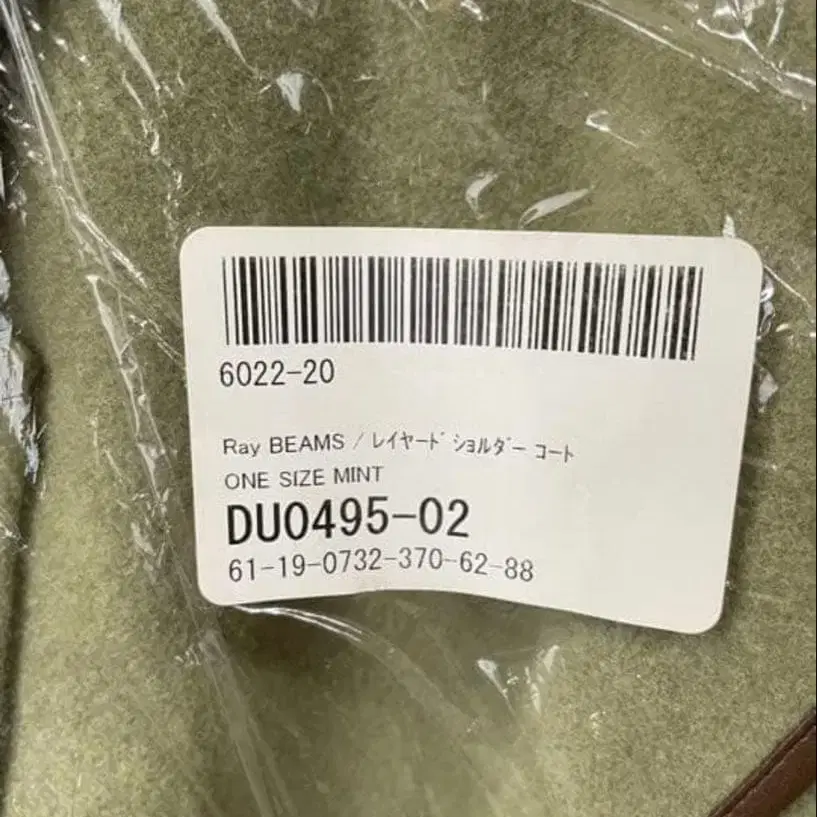 6022-20
Ray BEAMS / ﾚｲﾔｰﾄﾞ ｼｮﾙﾀﾞｰ ｺｰﾄ
ONE SIZE MINT
DU0495-02
61-19-0732-370-62-88